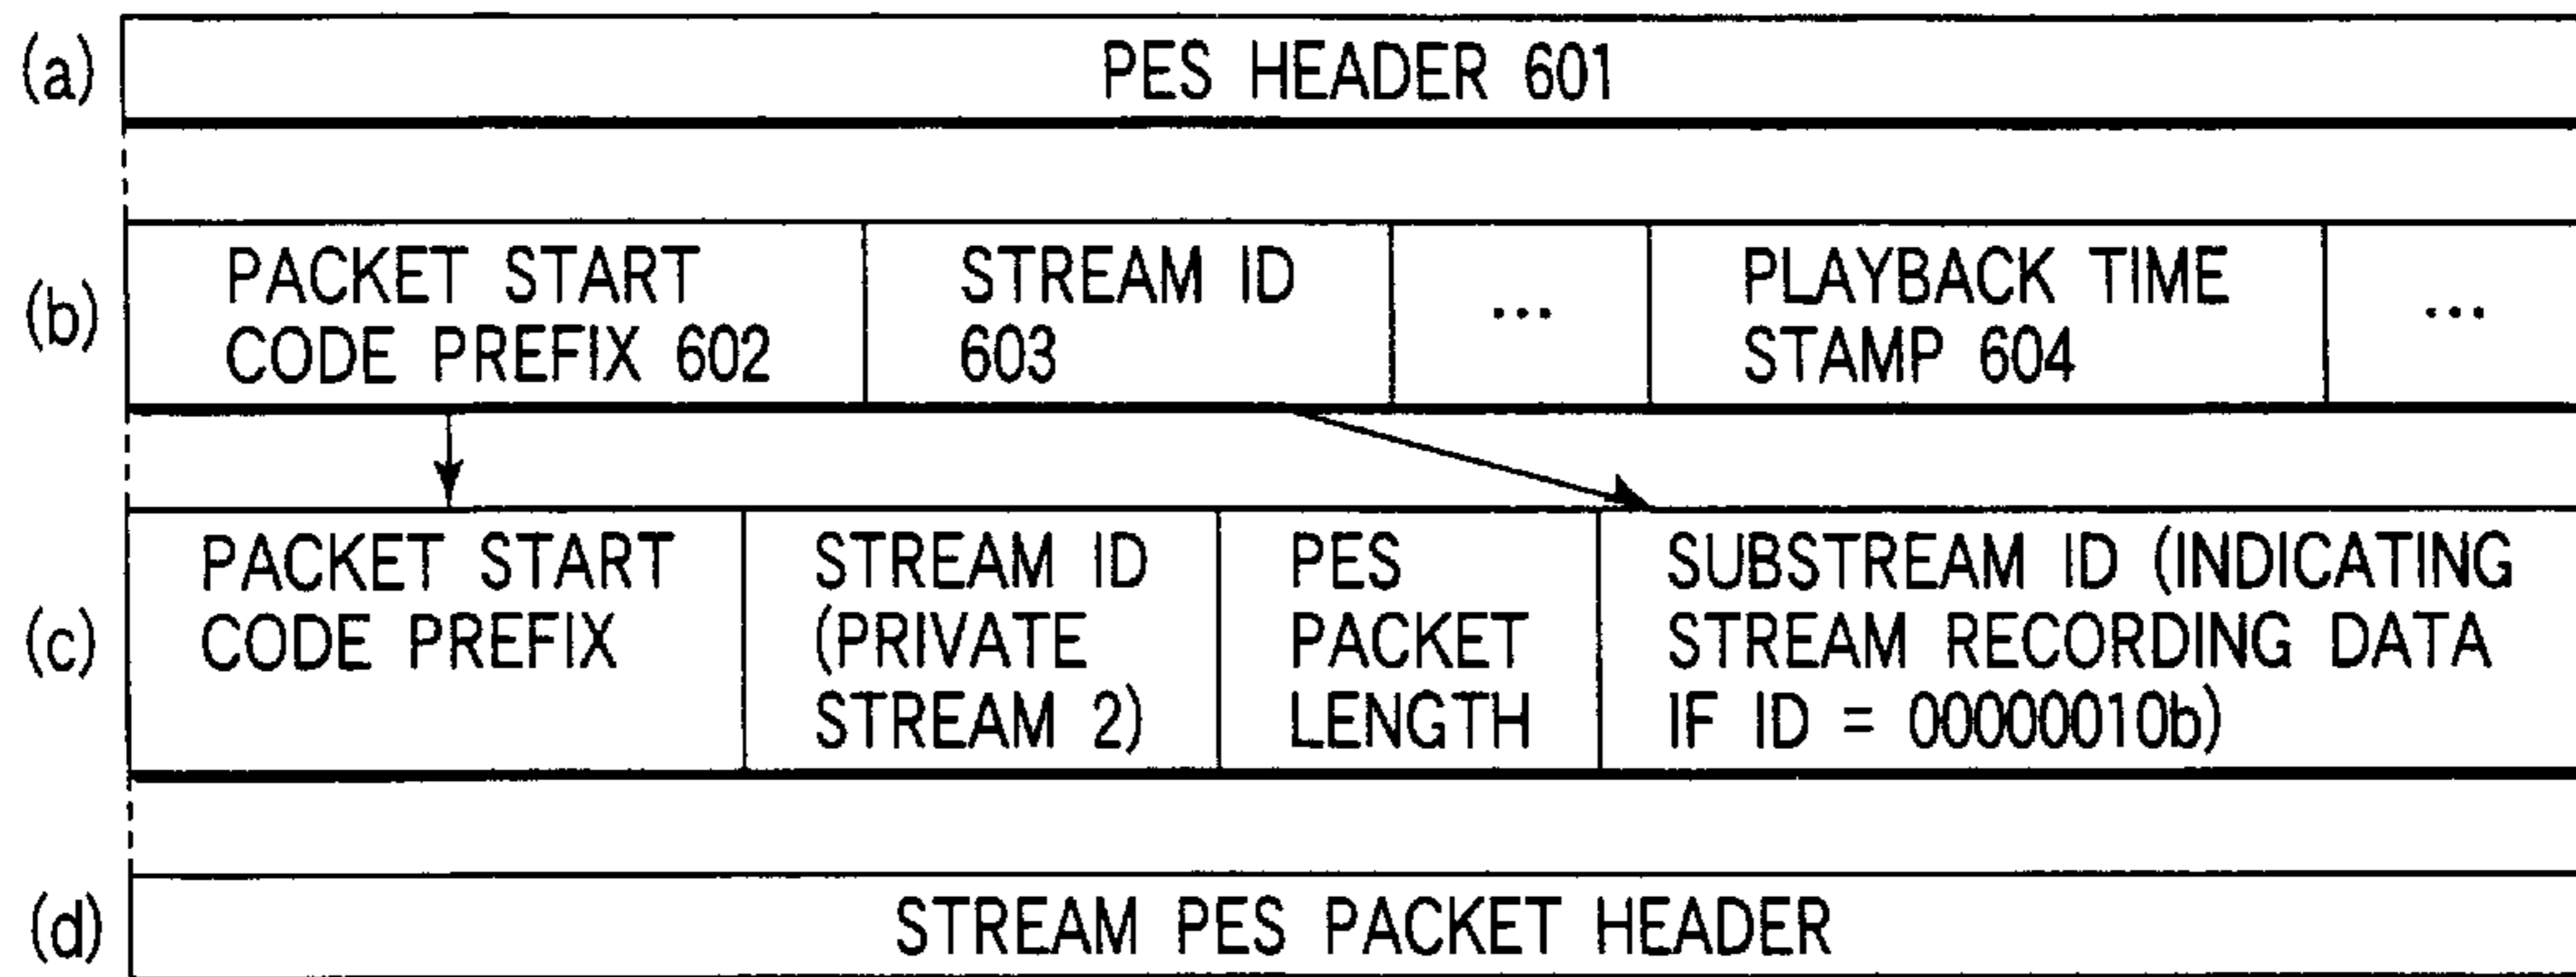 (a)
PES HEADER 601
(b)
PACKET START
CODE PREFIX 602
STREAM ID
603
...
PLAYBACK TIME
STAMP 604
...
(c)
PACKET START
CODE PREFIX
STREAM ID
(PRIVATE
STREAM 2)
PES
PACKET
LENGTH
SUBSTREAM ID (INDICATING
STREAM RECORDING DATA
IF ID = 00000010b)
(d)
STREAM PES PACKET HEADER